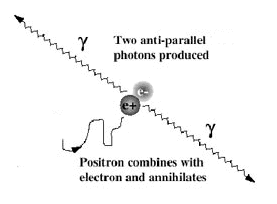 γ
Two anti-parallel
photons produced
e-
e+
γ
Positron combines with
electron and annihilates